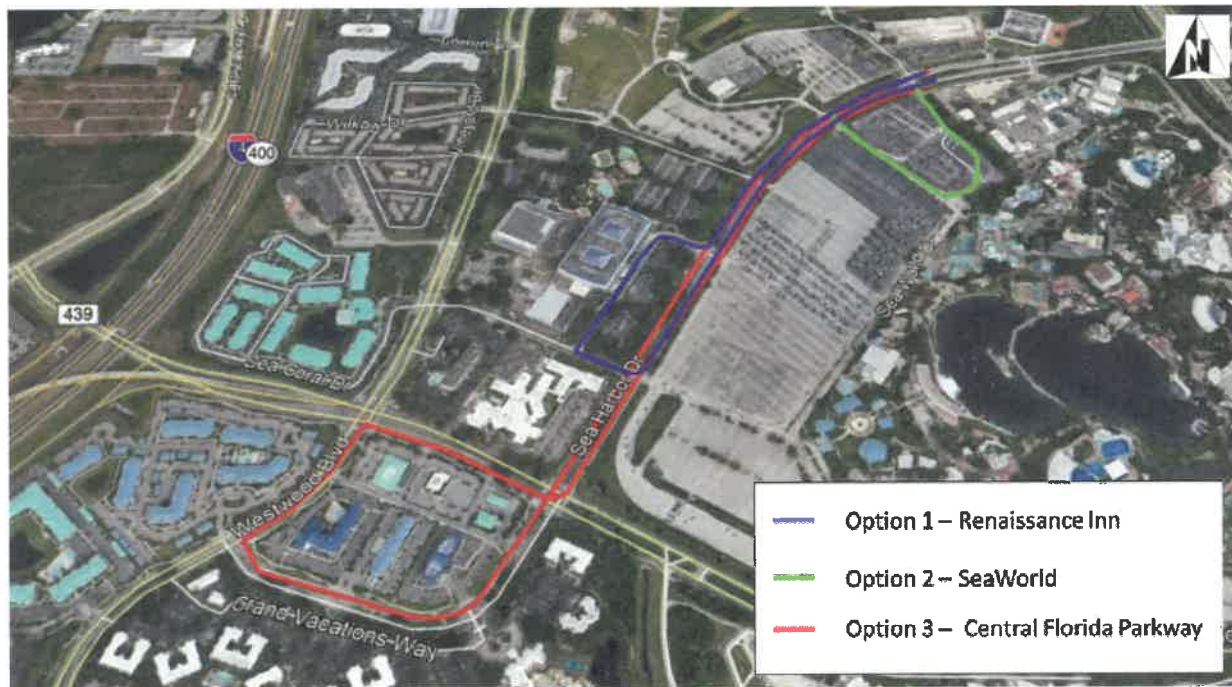 N
400
439
Westwood Blvd
Sea Coral Dr
Sea Harbor Dr
Grand Vacations Way
Option 1 – Renaissance Inn
Option 2 – SeaWorld
Option 3 – Central Florida Parkway